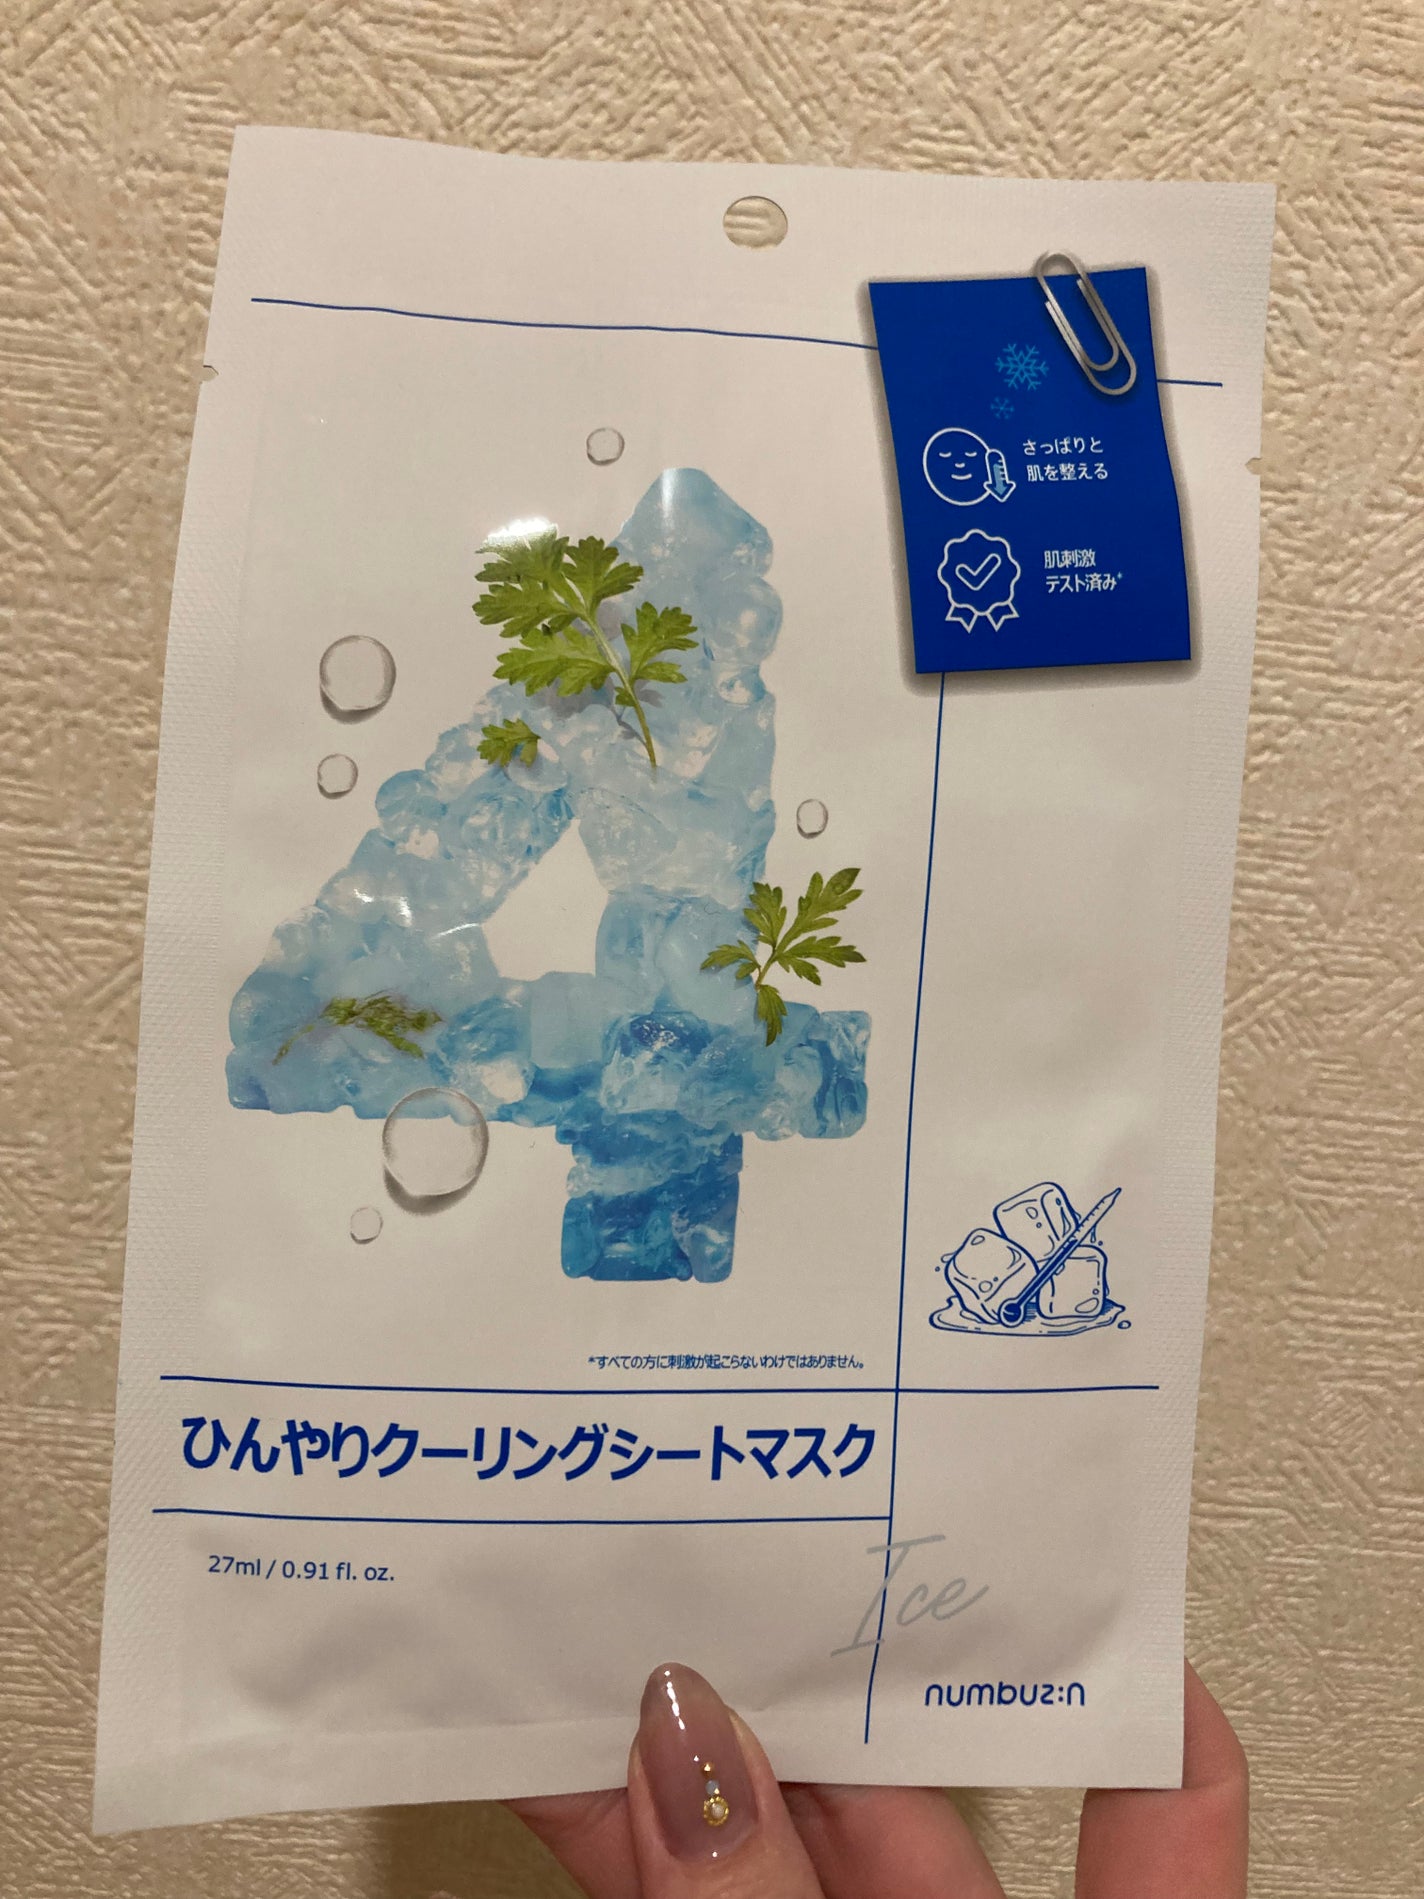 さっぱりと
肌を整える
肌刺激
テスト済み*
4
*すべての方に刺激が起こらないわけではありません。
ひんやりクーリングシートマスク
27ml / 0.91 fl. oz.
Ice
numbuz:n